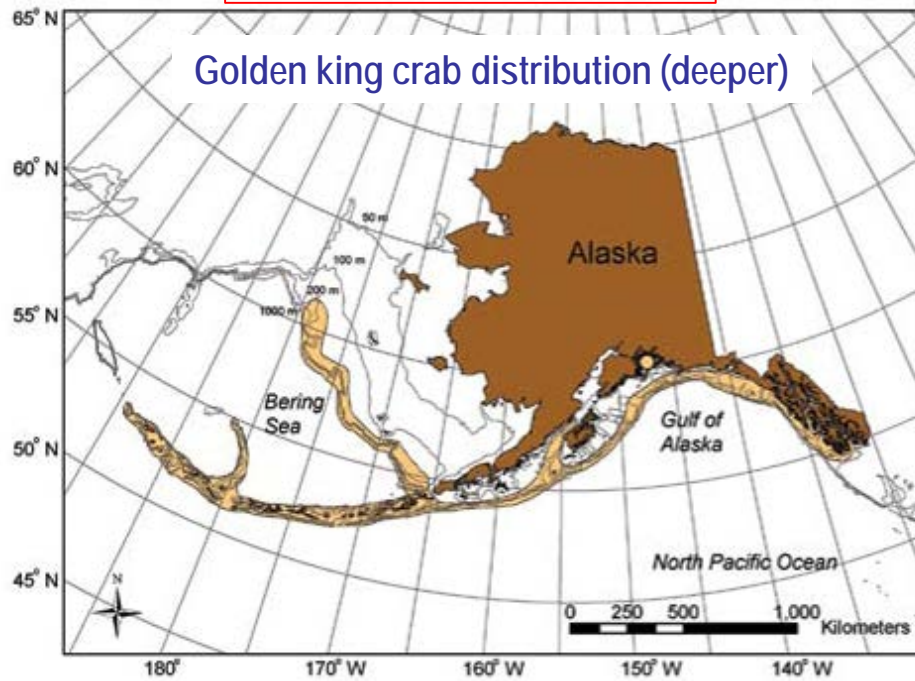 Golden king crab distribution (deeper)
65° N
60° N
55° N
50° N
45° N
50 m
100 m
200 m
1000 m
Alaska
Bering
Sea
Gulf of
Alaska
North Pacific Ocean
N
0 250 500 1,000
Kilometers
180° 170° W 160° W 150° W 140° W